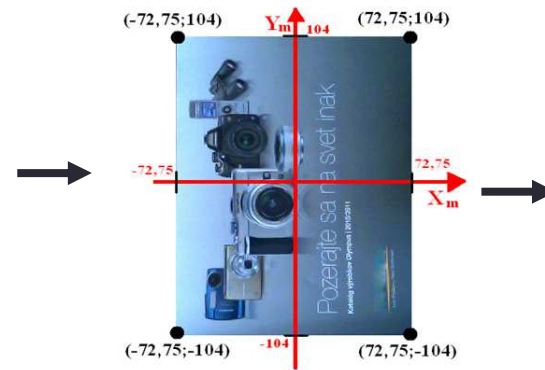 (-72,75;104)
(72,75;104)
Ym
104
-72,75
72,75
Xm
-104
(-72,75;-104)
(72,75;-104)
Pozerajte sa na svet inak
Katalóg výrobkov Olympus | 2010/2011